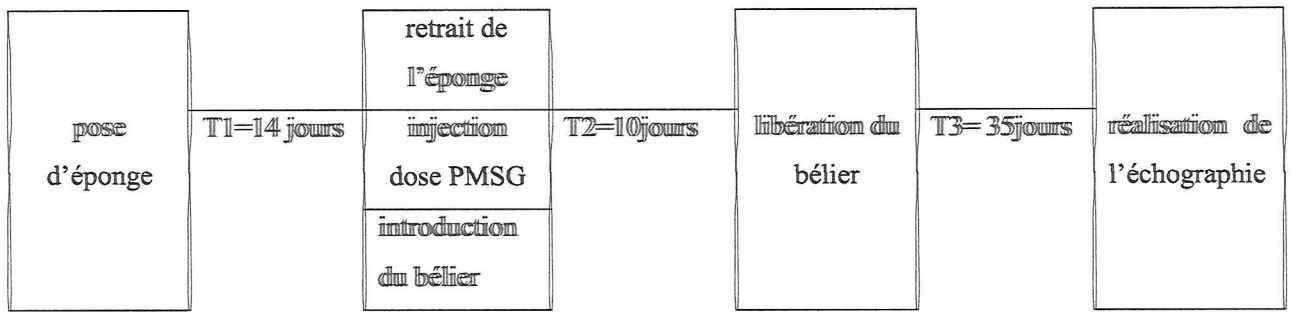 pose
d'éponge
T1=14 jours
retrait de
l'éponge
injection
dose PMSG
introduction
du bélier
T2=10jours
libération du
bélier
T3= 35jours
réalisation de
l'échographie